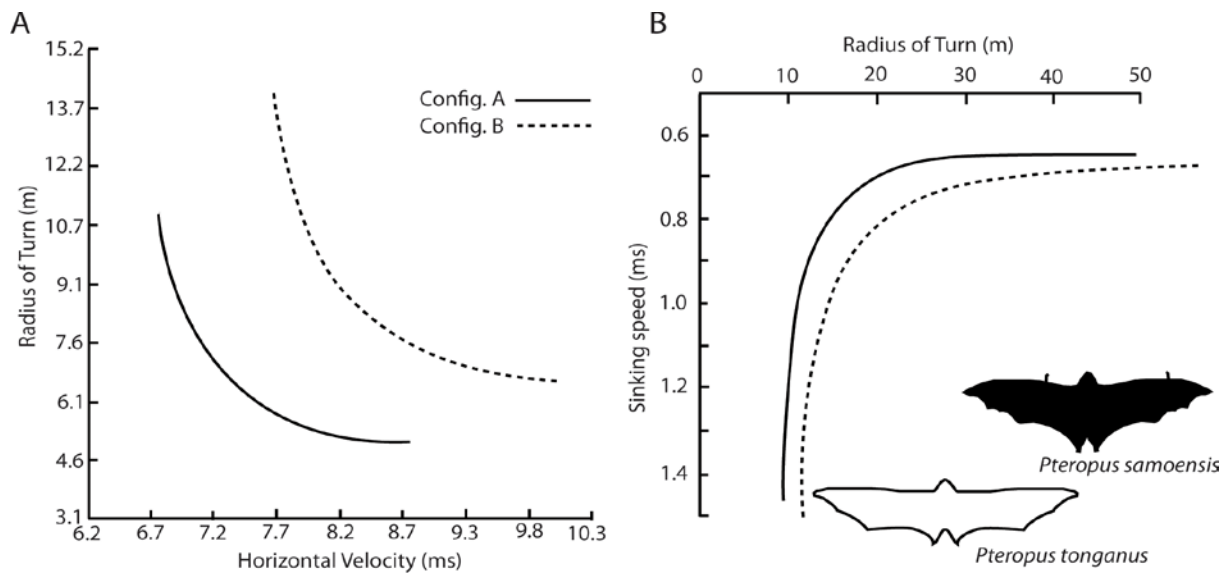 A
15.2
13.7
12.2
10.7
9.1
7.6
6.1
4.6
3.1
Radius of Turn (m)
Config. A
Config. B
6.2 6.7 7.2 7.7 8.2 8.7 9.3 9.8 10.3
Horizontal Velocity (ms)
B
Radius of Turn (m)
0 10 20 30 40 50
0.6
0.8
1.0
1.2
1.4
Sinking speed (ms)
Pteropus samoensis
Pteropus tonganus